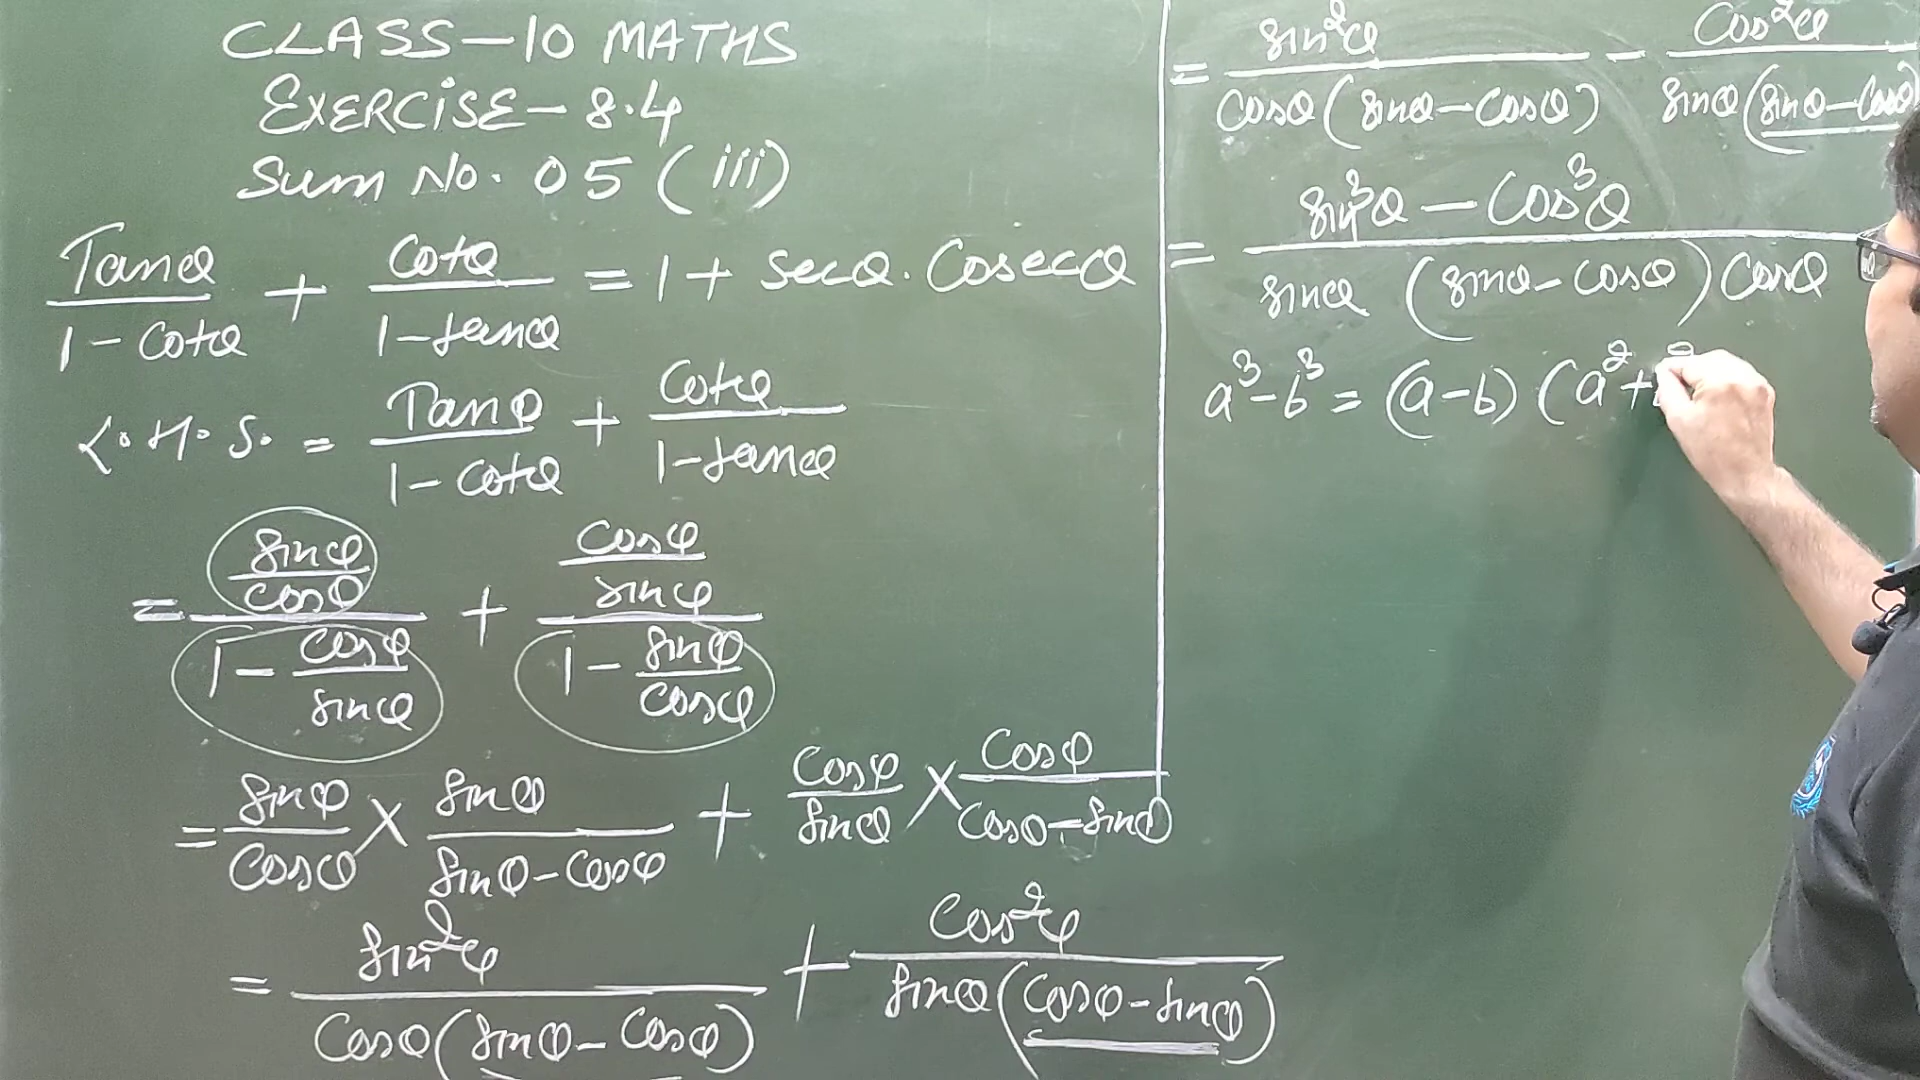 CLASS-10 MATHS
EXERCISE-8.4
Sum No. 05 (iii)
Tanθ/(1-cotθ) + cotθ/(1-tanθ) = 1 + secθ. Cosecθ
L.H.S. = Tanθ/(1-cotθ) + cotθ/(1-tanθ)
= (sinθ/cosθ)/(1-cosθ/sinθ) + (cosθ/sinθ)/(1-sinθ/cosθ)
= sinθ/cosθ × sinθ/(sinθ-cosθ) + cosθ/sinθ × cosθ/(cosθ-sinθ)
= sin²θ/(cosθ(sinθ-cosθ)) + cos²θ/(sinθ(cosθ-sinθ))
= sin²θ/(cosθ(sinθ-cosθ)) - cos²θ/(sinθ(sinθ-cosθ))
= (sin³θ - cos³θ)/(sinθ (sinθ-cosθ) cosθ)
a³-b³ = (a-b) (a²+